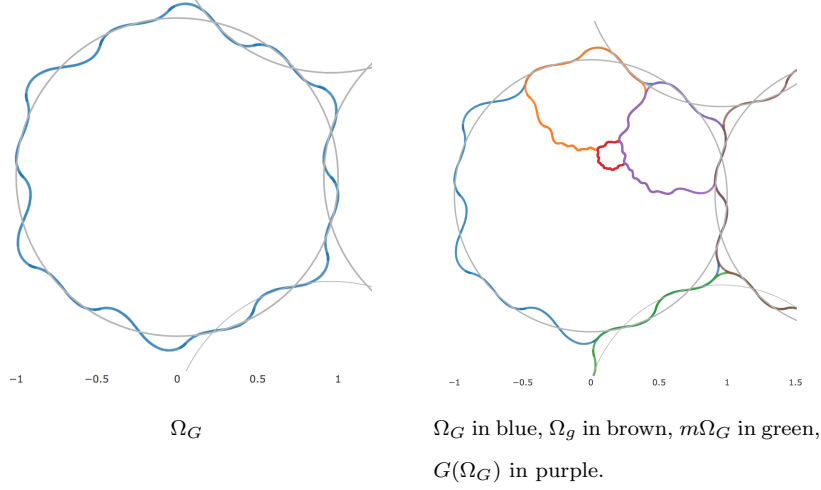 −1 −0.5 0 0.5 1
−1 −0.5 0 0.5 1 1.5
Ω_G
Ω_G in blue, Ω_g in brown, mΩ_G in green,
G(Ω_G) in purple.